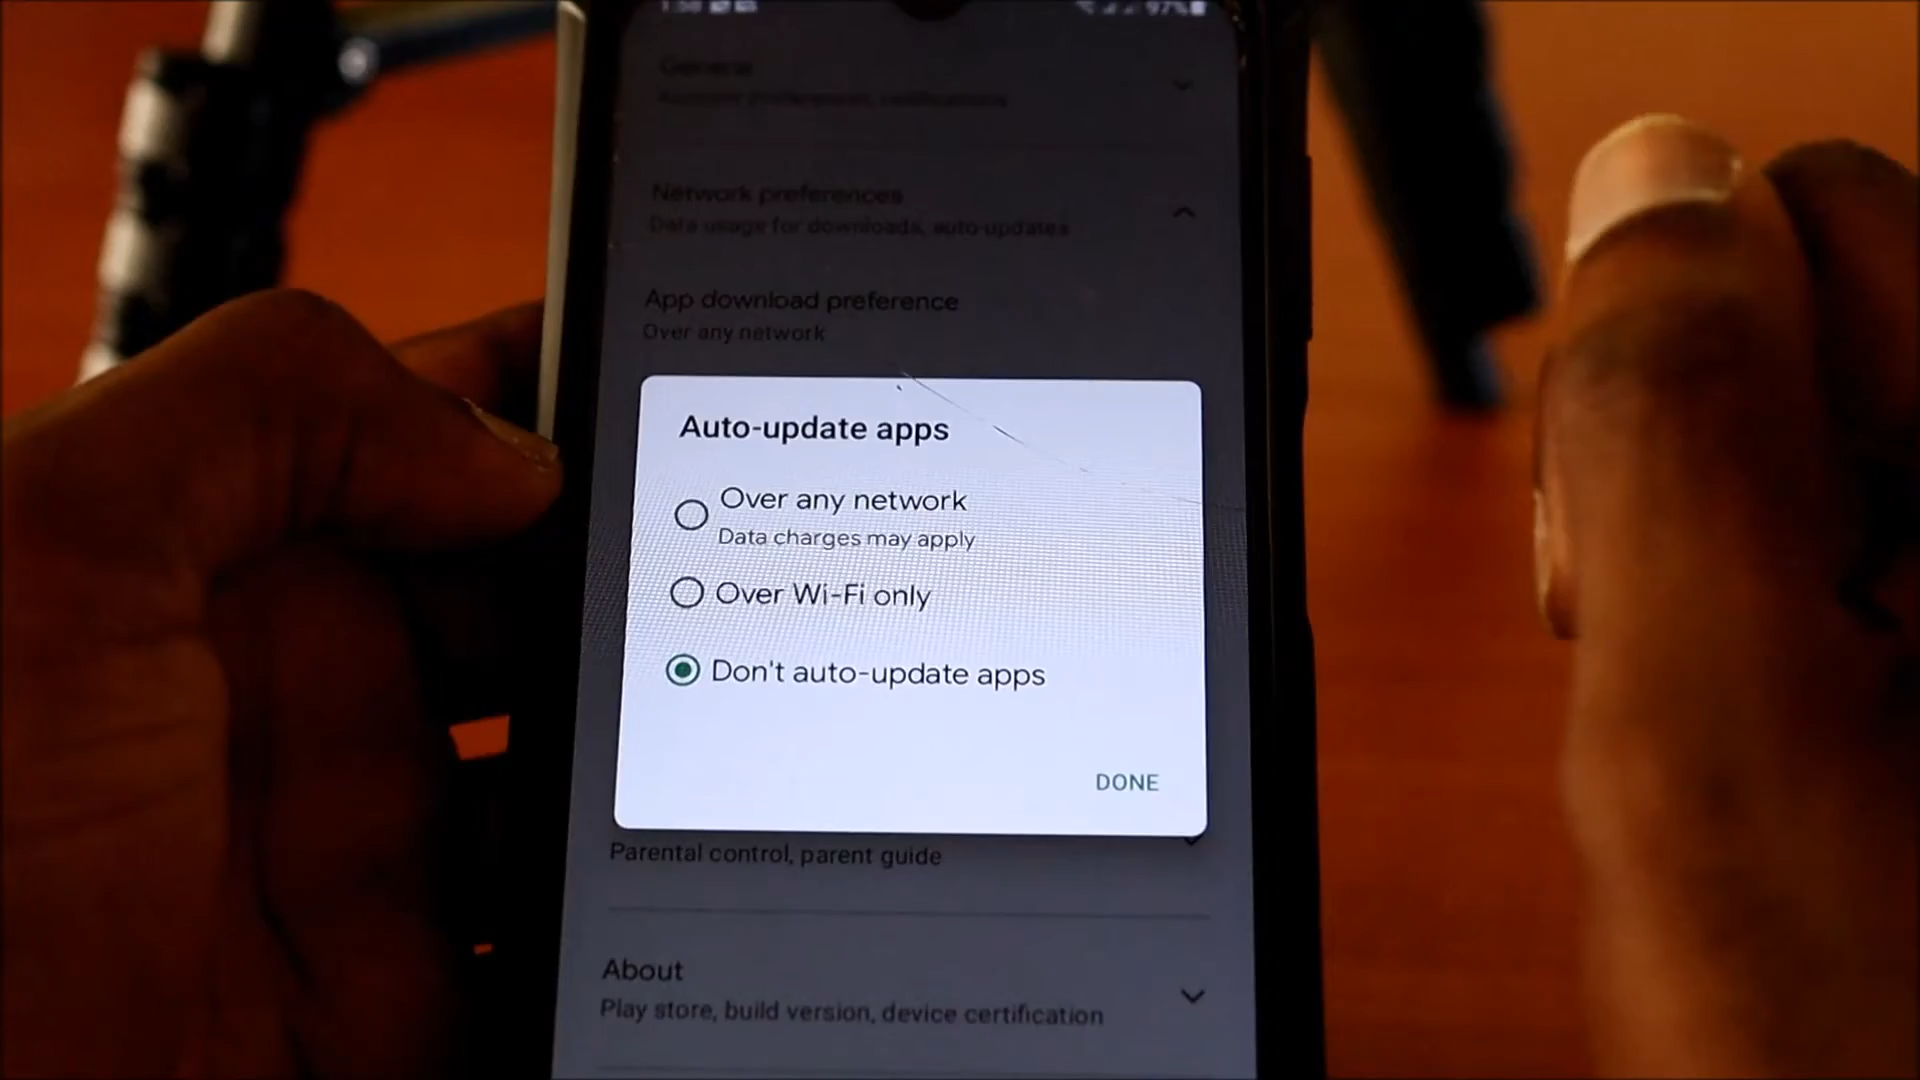 97%
General
Network preferences
Data usage for downloads, auto-updates
App download preference
Over any network
Auto-update apps
Over any network
Data charges may apply
Over Wi-Fi only
Don't auto-update apps
DONE
Parental control, parent guide
About
Play store, build version, device certification